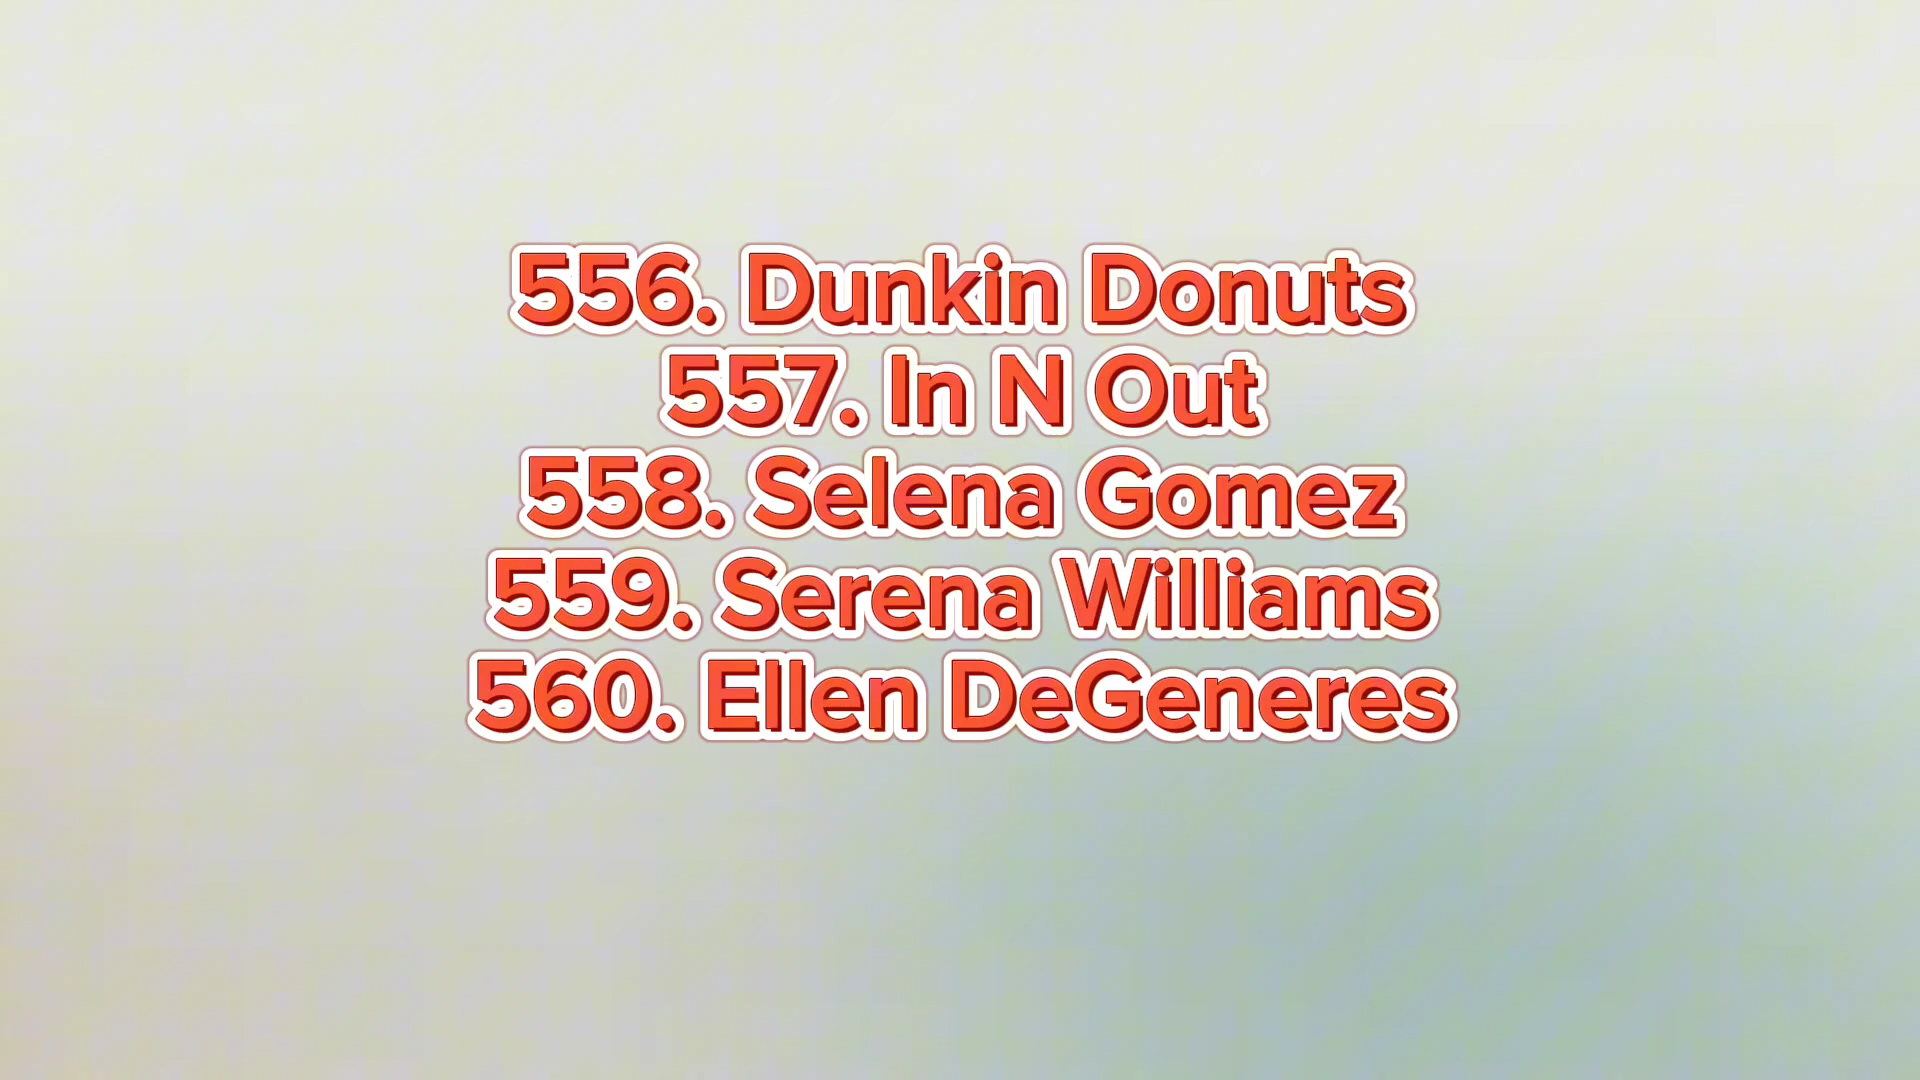 556. Dunkin Donuts
557. In N Out
558. Selena Gomez
559. Serena Williams
560. Ellen DeGeneres